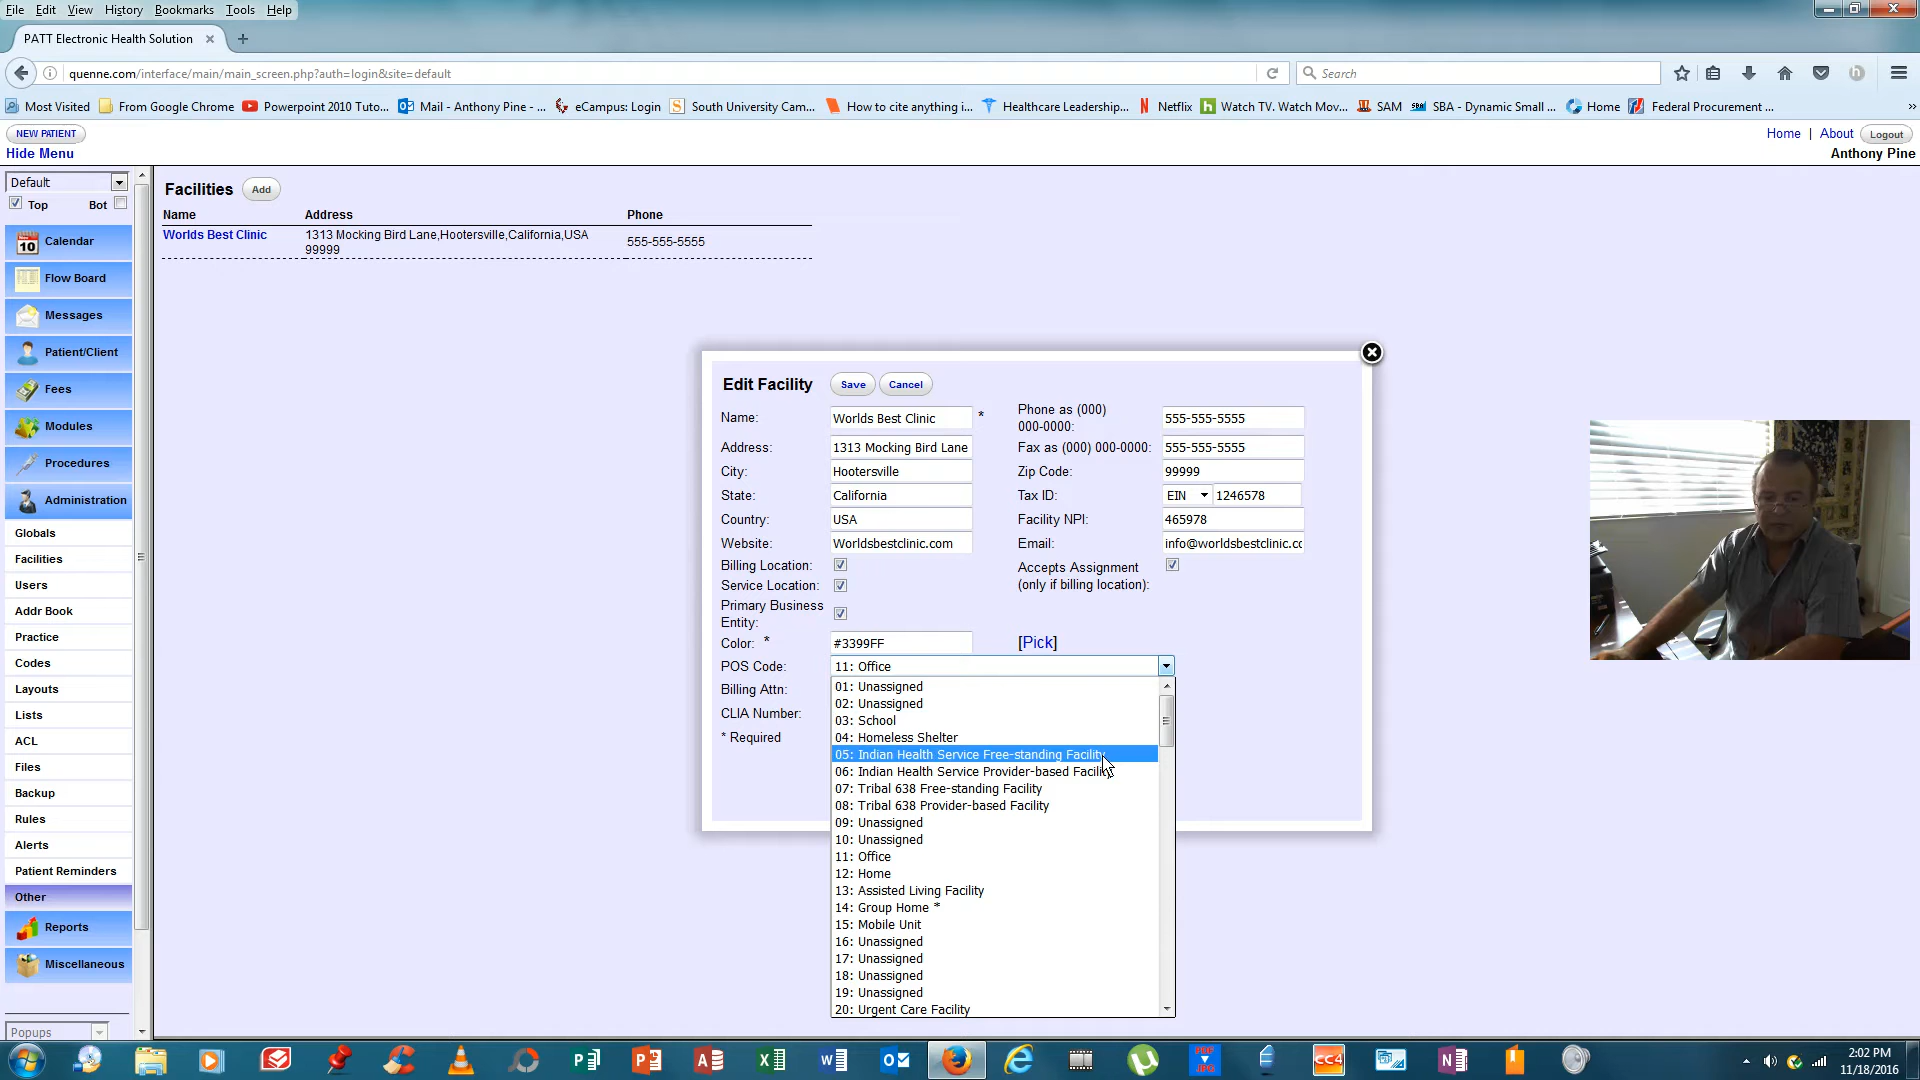 File Edit View History Bookmarks Tools Help
PATT Electronic Health Solution
quenne.com/interface/main/main_screen.php?auth=login&site=default
Search
Most Visited From Google Chrome Powerpoint 2010 Tuto... Mail - Anthony Pine - ... eCampus: Login South University Cam... How to cite anything i... Healthcare Leadership... Netflix Watch TV. Watch Mov... SAM SBA - Dynamic Small ... Home Federal Procurement ...
NEW PATIENT
Home | About Logout
Hide Menu
Anthony Pine
Default
Top Bot
Calendar
Flow Board
Messages
Patient/Client
Fees
Modules
Procedures
Administration
Globals
Facilities
Users
Addr Book
Practice
Codes
Layouts
Lists
ACL
Files
Backup
Rules
Alerts
Patient Reminders
Other
Reports
Miscellaneous
Popups
Facilities Add
Name Address Phone
Worlds Best Clinic 1313 Mocking Bird Lane,Hootersville,California,USA 555-555-5555
99999
Edit Facility Save Cancel
Name: Worlds Best Clinic * Phone as (000) 000-0000: 555-555-5555
Address: 1313 Mocking Bird Lane Fax as (000) 000-0000: 555-555-5555
City: Hootersville Zip Code: 99999
State: California Tax ID: EIN 1246578
Country: USA Facility NPI: 465978
Website: Worldsbestclinic.com Email: info@worldsbestclinic.cc
Billing Location: Accepts Assignment
Service Location: (only if billing location):
Primary Business
Entity:
Color: * #3399FF [Pick]
POS Code: 11: Office
Billing Attn:
CLIA Number:
* Required
01: Unassigned
02: Unassigned
03: School
04: Homeless Shelter
05: Indian Health Service Free-standing Facility
06: Indian Health Service Provider-based Facility
07: Tribal 638 Free-standing Facility
08: Tribal 638 Provider-based Facility
09: Unassigned
10: Unassigned
11: Office
12: Home
13: Assisted Living Facility
14: Group Home *
15: Mobile Unit
16: Unassigned
17: Unassigned
18: Unassigned
19: Unassigned
20: Urgent Care Facility
CC4
2:02 PM
11/18/2016